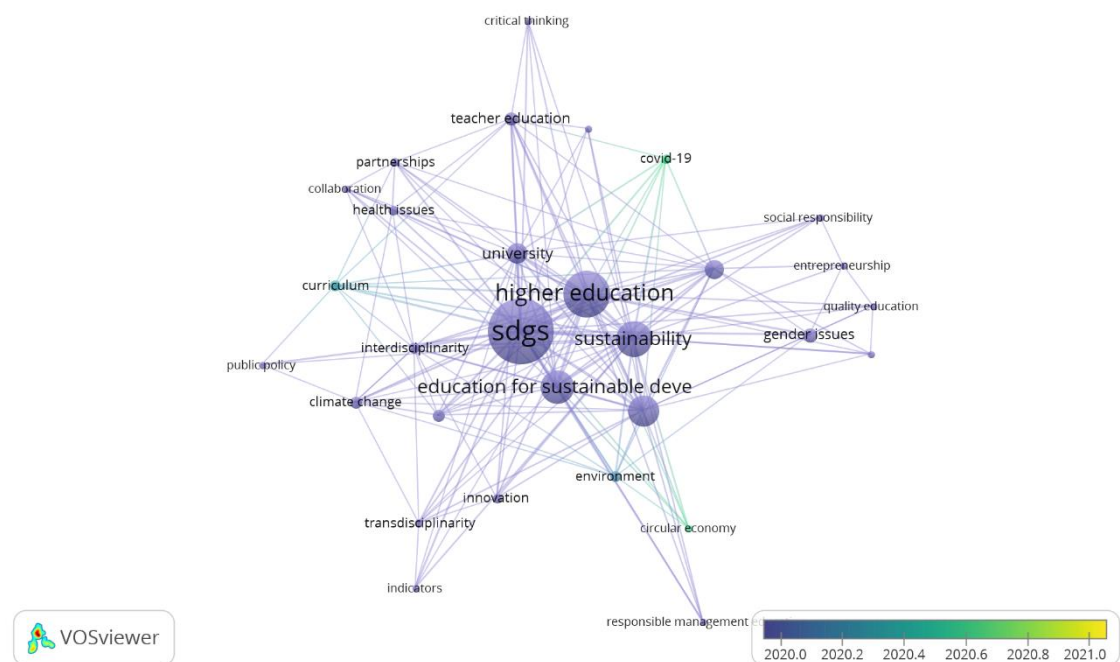 critical thinking
teacher education
covid-19
partnerships
collaboration
health issues
social responsibility
university
entrepreneurship
curriculum
higher education
quality education
sdgs
sustainability
gender issues
interdisciplinarity
public policy
education for sustainable deve
climate change
environment
innovation
transdisciplinarity
circular economy
indicators
responsible management
VOSviewer
2020.0 2020.2 2020.4 2020.6 2020.8 2021.0